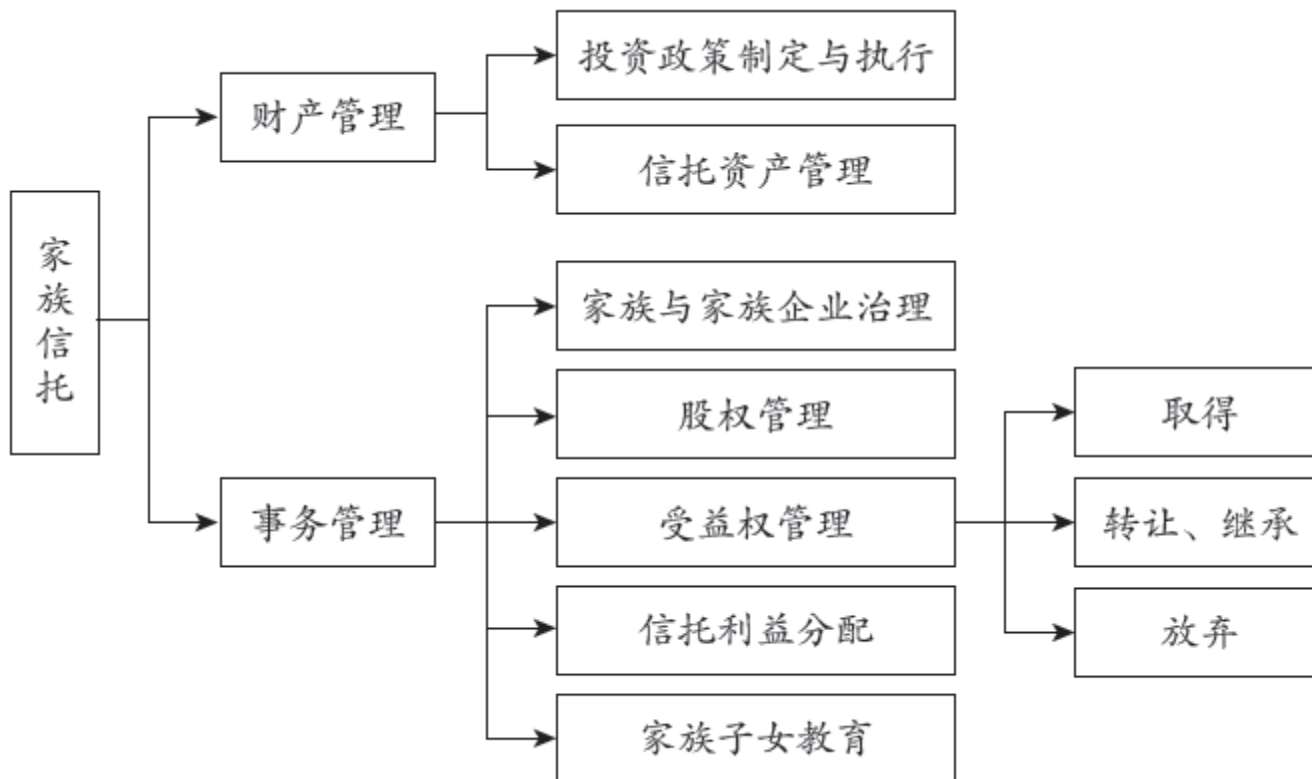 家族信托
财产管理
投资政策制定与执行
信托资产管理
事务管理
家族与家族企业治理
股权管理
受益权管理
取得
转让、继承
放弃
信托利益分配
家族子女教育